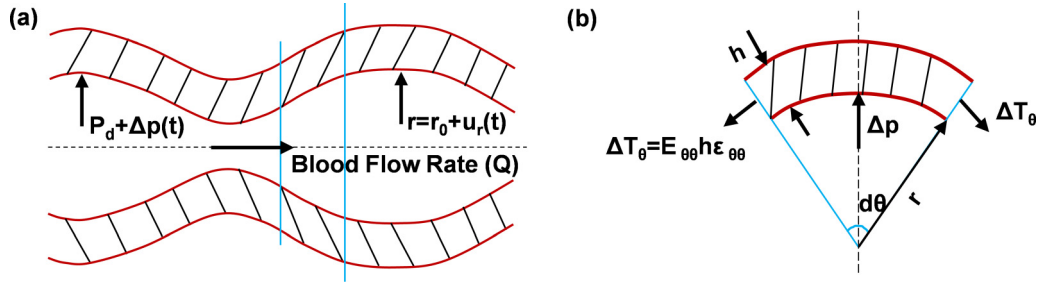 (a)
P_d+Δp(t)
r=r_0+u_r(t)
Blood Flow Rate (Q)
(b)
h
ΔT_θ=E_θθhε_θθ
Δp
ΔT_θ
dθ
r